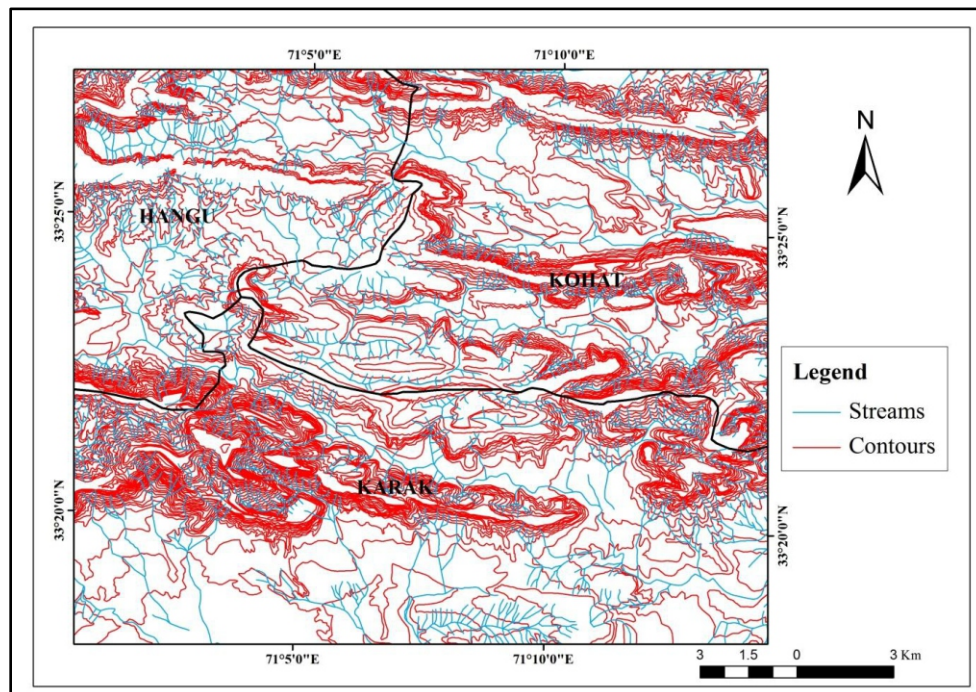 71°5'0"E 71°10'0"E
N
HANGU
33°25'0"N
33°25'0"N
KOHAT
Legend
Streams
Contours
KARAK
33°20'0"N
33°20'0"N
71°5'0"E 71°10'0"E
3 1.5 0 3 Km